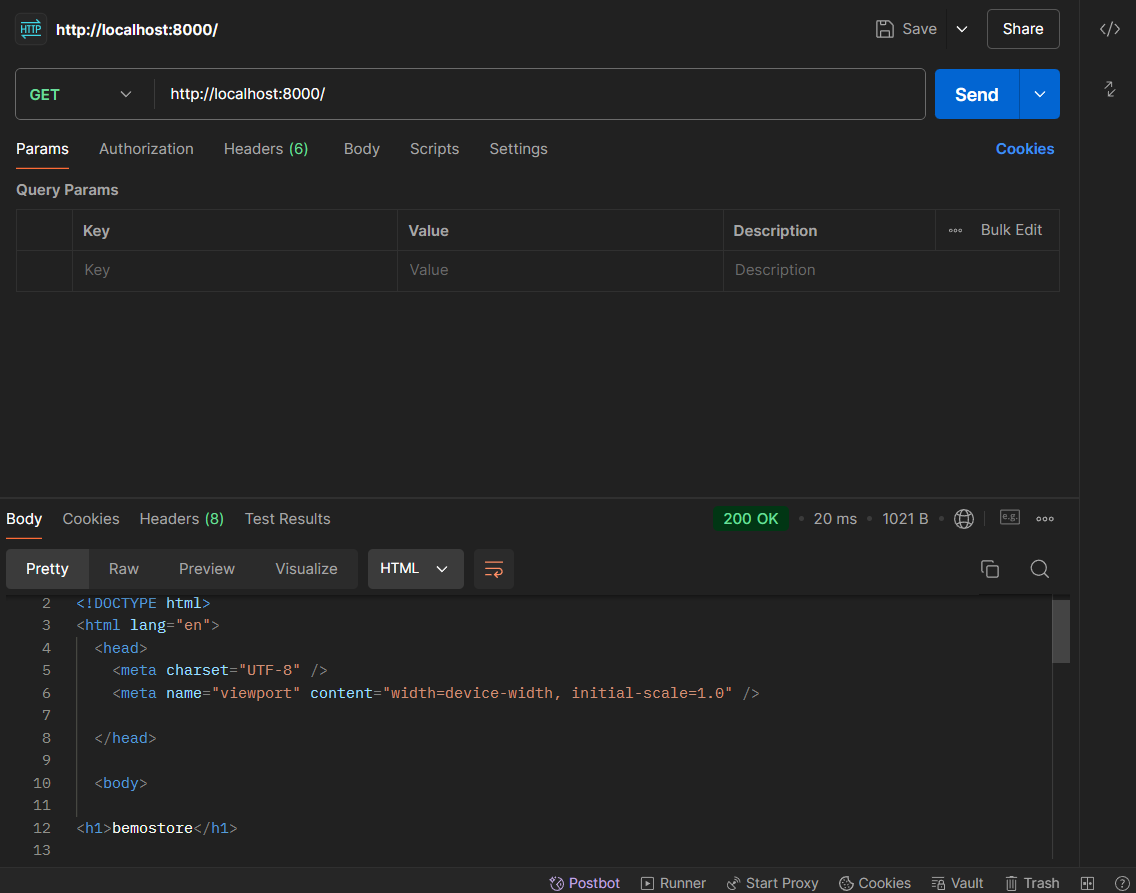 HTTP http://localhost:8000/ Save Share </>
GET http://localhost:8000/ Send
Params Authorization Headers (6) Body Scripts Settings Cookies
Query Params
Key Value Description Bulk Edit
Key Value Description
Body Cookies Headers (8) Test Results 200 OK 20 ms 1021 B e.g.
Pretty Raw Preview Visualize HTML
2 <!DOCTYPE html>
3 <html lang="en">
4 <head>
5 <meta charset="UTF-8" />
6 <meta name="viewport" content="width=device-width, initial-scale=1.0" />
7
8 </head>
9
10 <body>
11
12 <h1>bemostore</h1>
13
Postbot Runner Start Proxy Cookies Vault Trash